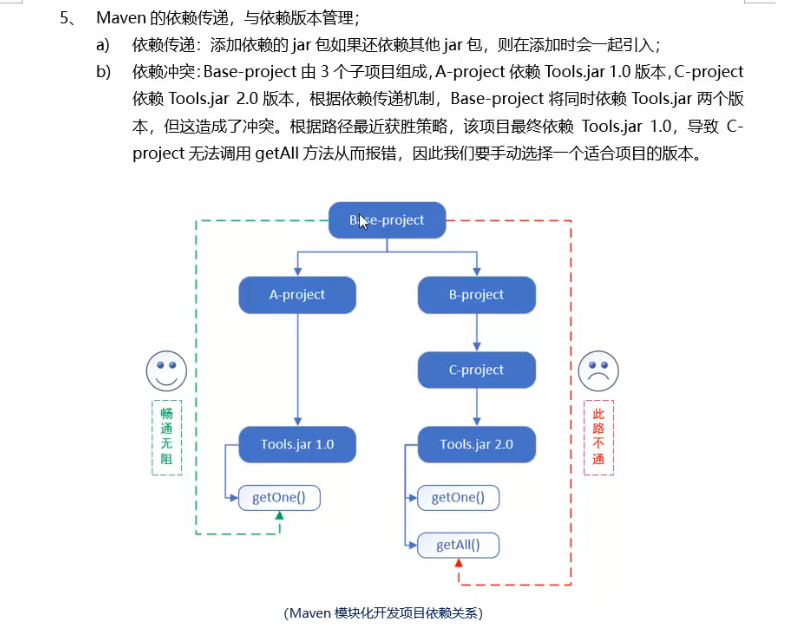 5、 Maven 的依赖传递，与依赖版本管理；
a) 依赖传递：添加依赖的 jar 包如果还依赖其他 jar 包，则在添加时会一起引入；
b) 依赖冲突：Base-project 由 3 个子项目组成，A-project 依赖 Tools.jar 1.0 版本，C-project
依赖 Tools.jar 2.0 版本，根据依赖传递机制，Base-project 将同时依赖 Tools.jar 两个版
本，但这造成了冲突。根据路径最近获胜策略，该项目最终依赖 Tools.jar 1.0，导致 C-
project 无法调用 getAll 方法从而报错，因此我们要手动选择一个适合项目的版本。
Base-project
A-project
B-project
C-project
畅通无阻
此路不通
Tools.jar 1.0
Tools.jar 2.0
getOne()
getOne()
getAll()
(Maven 模块化开发项目依赖关系)